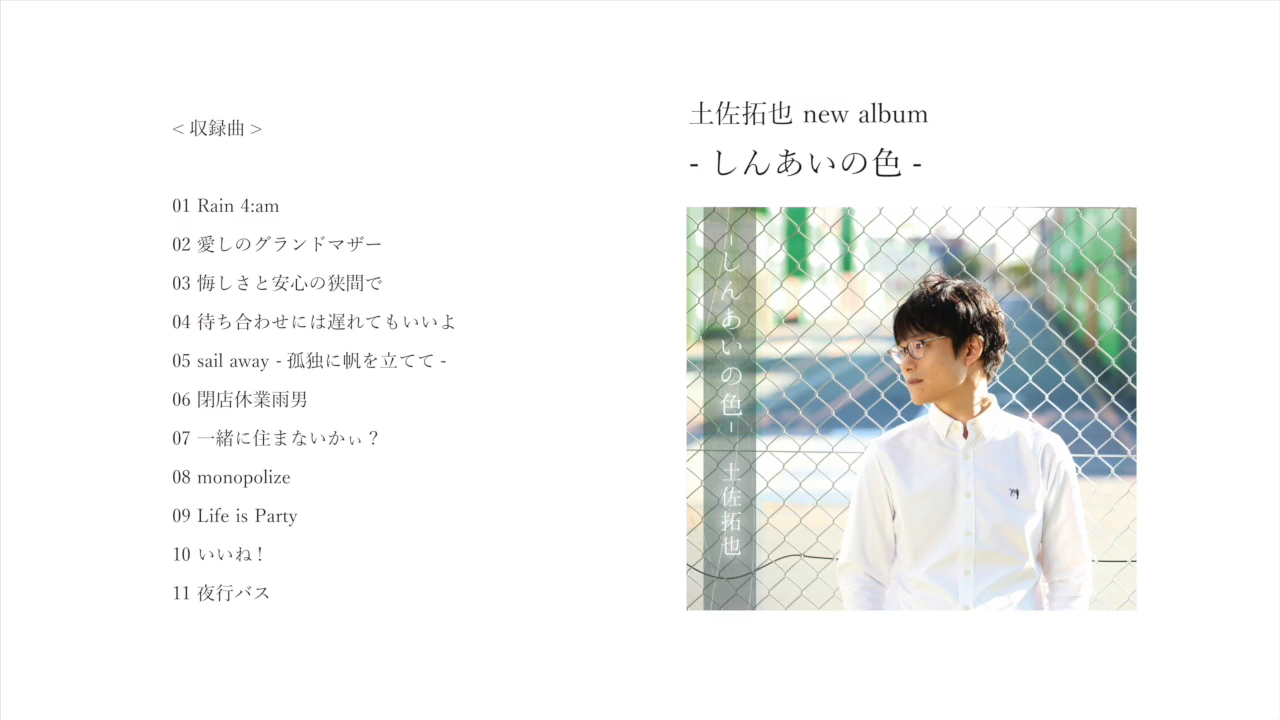 < 収録曲 >
01 Rain 4:am
02 愛しのグランドマザー
03 悔しさと安心の狭間で
04 待ち合わせには遅れてもいいよ
05 sail away - 孤独に帆を立てて -
06 閉店休業雨男
07 一緒に住まないかぃ？
08 monopolize
09 Life is Party
10 いいね！
11 夜行バス
土佐拓也 new album
- しんあいの色 -
-しんあいの色- 土佐拓也